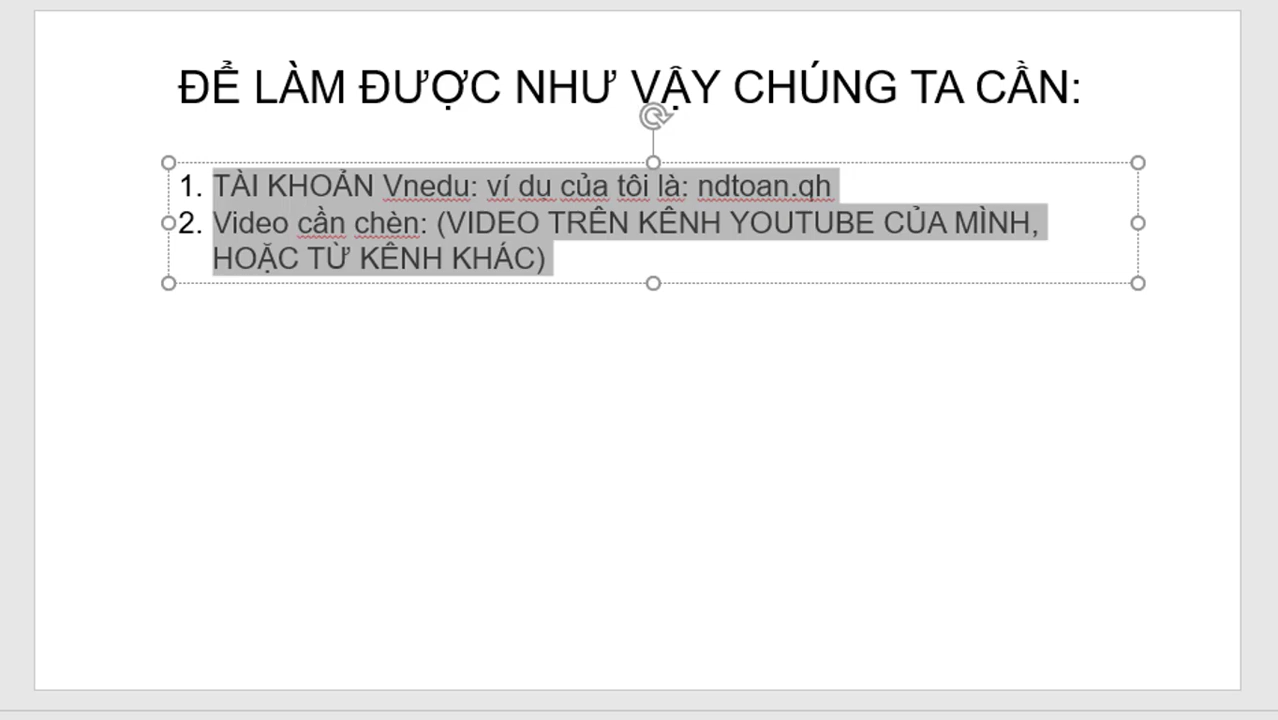 ĐỂ LÀM ĐƯỢC NHƯ VẬY CHÚNG TA CẦN:
1. TÀI KHOẢN Vnedu: ví dụ của tôi là: ndtoan.qh
2. Video cần chèn: (VIDEO TRÊN KÊNH YOUTUBE CỦA MÌNH,
HOẶC TỪ KÊNH KHÁC)